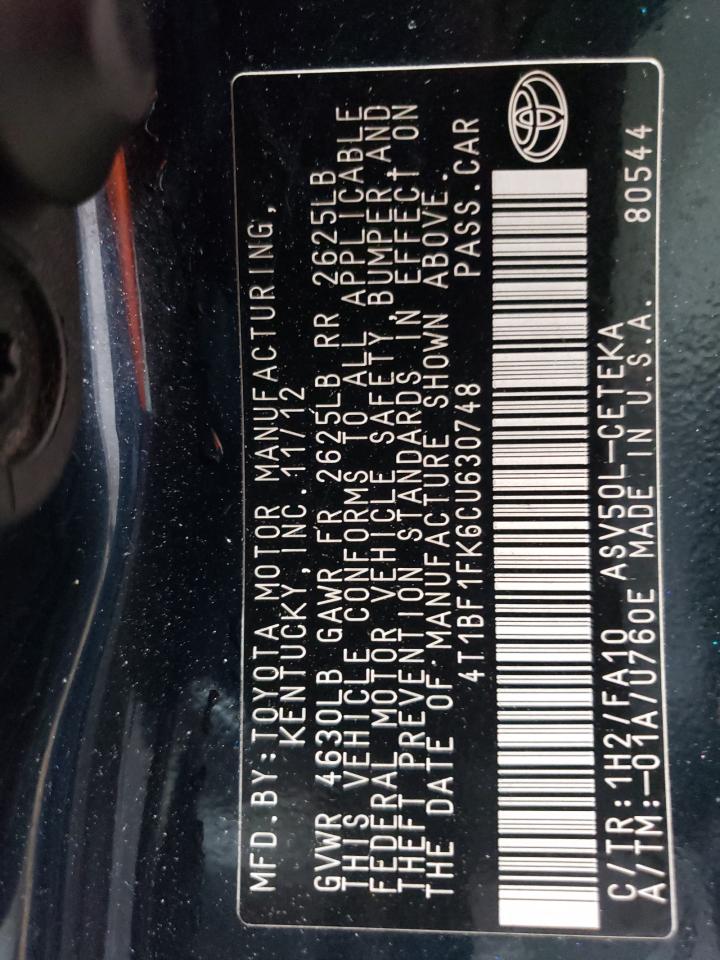 MFD.BY:TOYOTA MOTOR MANUFACTURING,
KENTUCKY,INC.11/12
GVWR 4630LB GAWR FR 2625LB RR 2625LB
THIS VEHICLE CONFORMS TO ALL APPLICABLE
FEDERAL MOTOR VEHICLE SAFETY,BUMPER,AND
THEFT PREVENTION STANDARDS IN EFFECT ON
THE DATE OF MANUFACTURE SHOWN ABOVE.
4T1BF1FK6CU630748 PASS.CAR
C/TR:1H2/FA10 ASV50L-CETEKA
A/TM:-01A/U760E MADE IN U.S.A. 80544